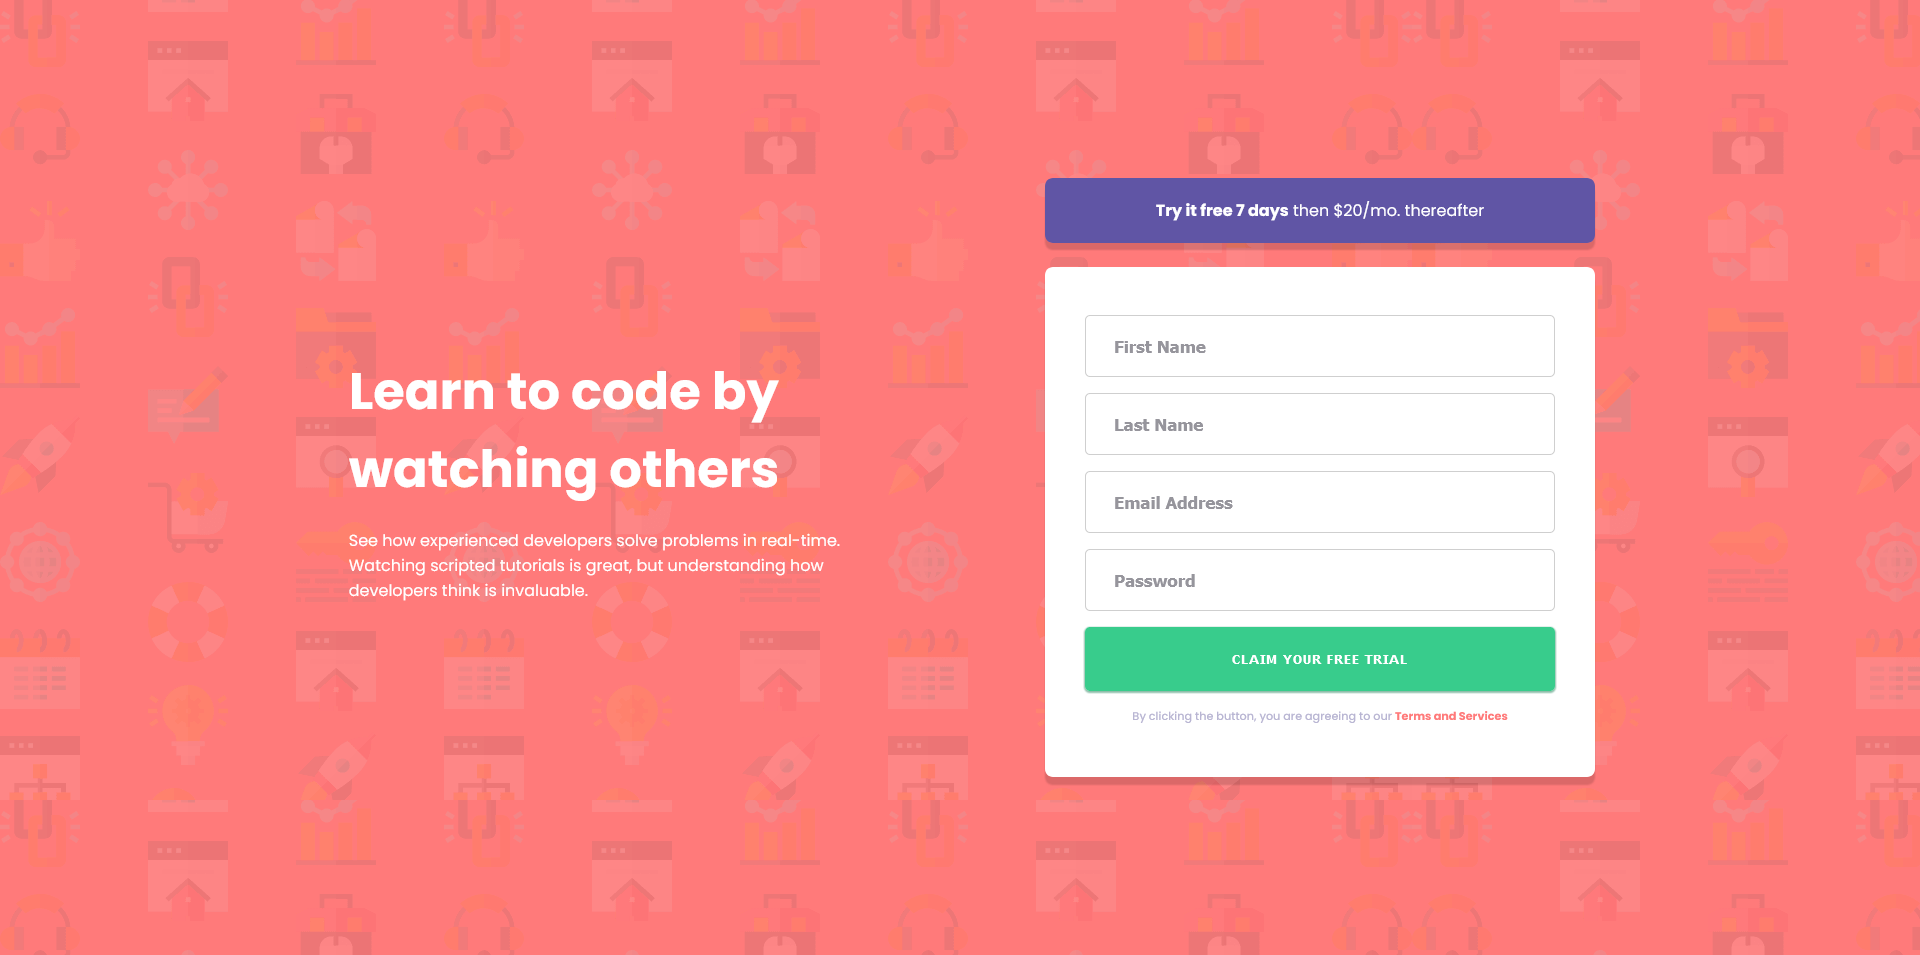 Learn to code by
watching others
See how experienced developers solve problems in real-time.
Watching scripted tutorials is great, but understanding how
developers think is invaluable.
Try it free 7 days then $20/mo. thereafter
First Name
Last Name
Email Address
Password
CLAIM YOUR FREE TRIAL
By clicking the button, you are agreeing to our Terms and Services